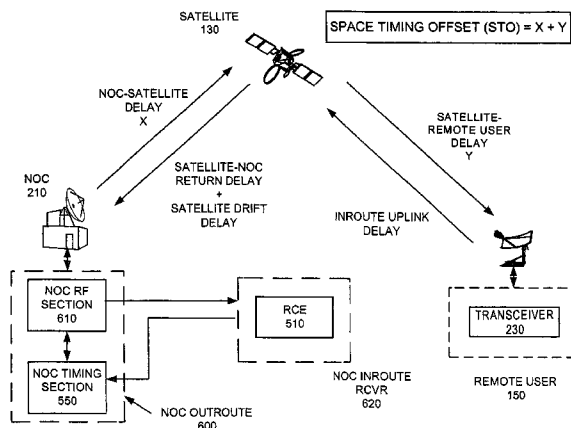 SATELLITE
130
SPACE TIMING OFFSET (STO) = X + Y
NOC-SATELLITE
DELAY
X
SATELLITE-
REMOTE USER
DELAY
Y
NOC
210
SATELLITE-NOC
RETURN DELAY
+
SATELLITE DRIFT
DELAY
INROUTE UPLINK
DELAY
NOC RF
SECTION
610
RCE
510
TRANSCEIVER
230
NOC TIMING
SECTION
550
NOC INROUTE
RCVR
620
REMOTE USER
150
NOC OUTROUTE
600